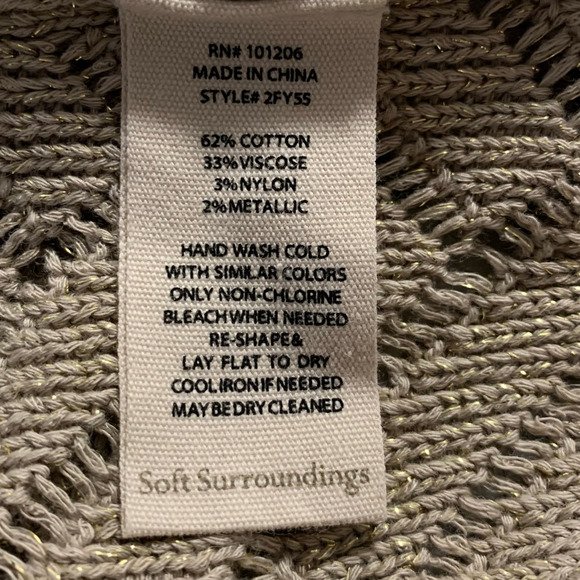 RN# 101206
MADE IN CHINA
STYLE# 2FY55
62% COTTON
33% VISCOSE
3% NYLON
2% METALLIC
HAND WASH COLD
WITH SIMILAR COLORS
ONLY NON-CHLORINE
BLEACH WHEN NEEDED
RE-SHAPE &
LAY FLAT TO DRY
COOL IRON IF NEEDED
MAY BE DRY CLEANED
Soft Surroundings